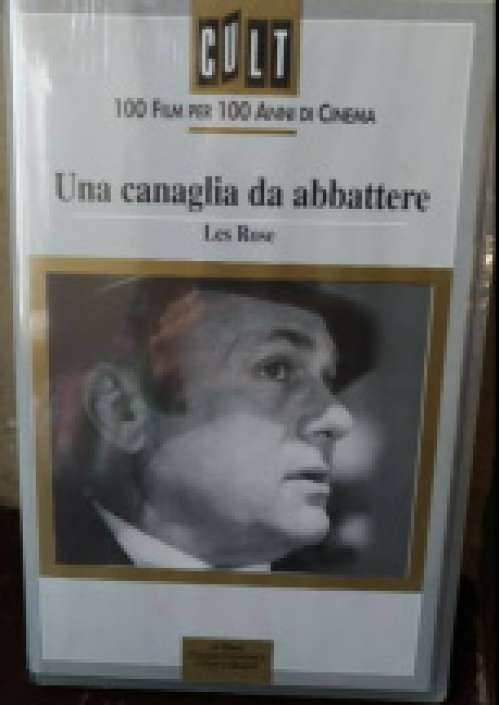 CULT
100 FILM PER 100 ANNI DI CINEMA
Una canaglia da abbattere
Les Rose